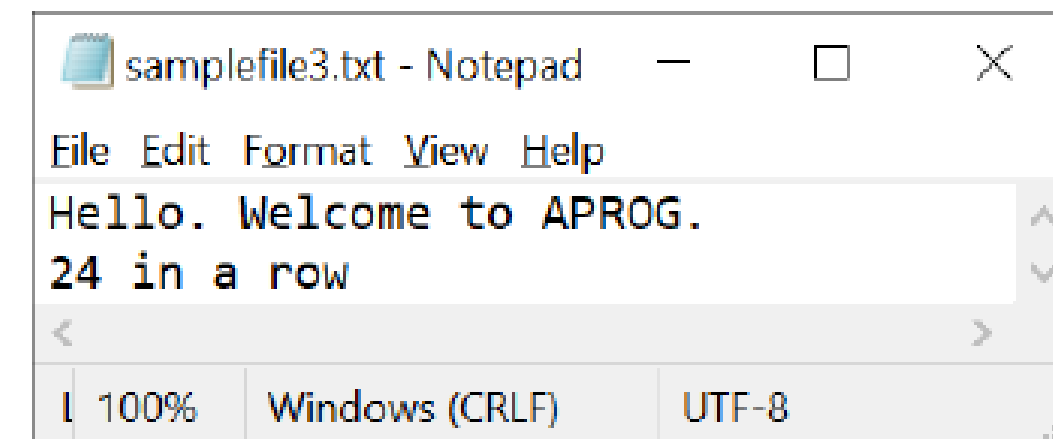 samplefile3.txt - Notepad
File Edit Format View Help
Hello. Welcome to APROG.
24 in a row
100% Windows (CRLF) UTF-8